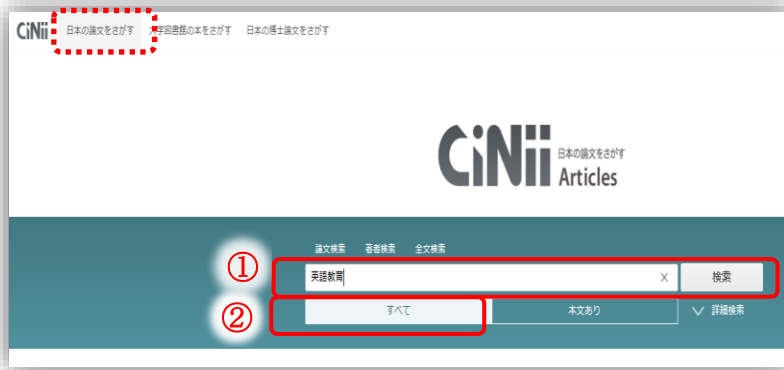 CiNii 日本の論文をさがす 大学図書館の本をさがす 日本の博士論文をさがす
CiNii 日本の論文をさがす
Articles
論文検索 著者検索 全文検索
① 英語教育 X 検索
② すべて 本文あり 詳細検索